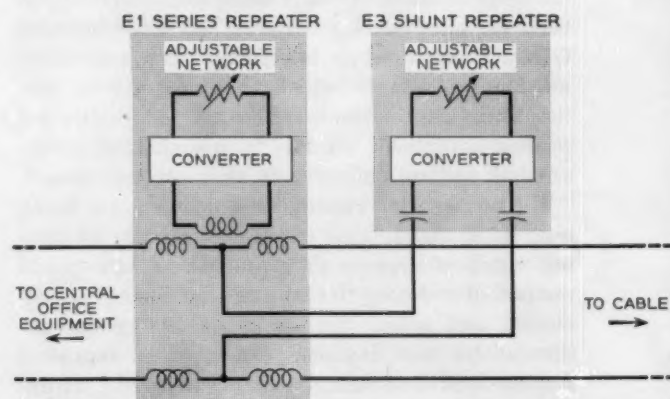 E1 SERIES REPEATER
E3 SHUNT REPEATER
ADJUSTABLE
NETWORK
ADJUSTABLE
NETWORK
CONVERTER
CONVERTER
TO CENTRAL
OFFICE
EQUIPMENT
TO CABLE